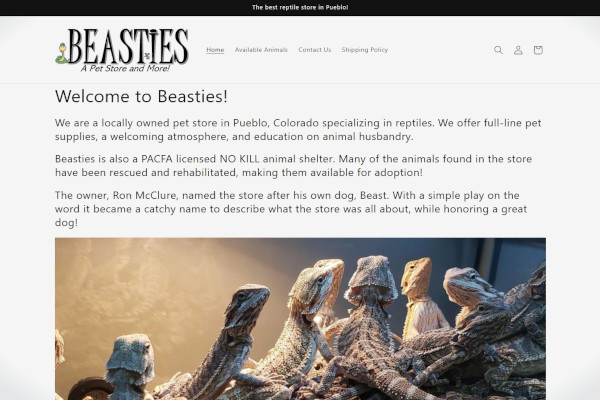 The best reptile store in Pueblo!
BEASTIES
A Pet Store and More!
Home Available Animals Contact Us Shipping Policy
Welcome to Beasties!
We are a locally owned pet store in Pueblo, Colorado specializing in reptiles. We offer full-line pet
supplies, a welcoming atmosphere, and education on animal husbandry.
Beasties is also a PACFA licensed NO KILL animal shelter. Many of the animals found in the store
have been rescued and rehabilitated, making them available for adoption!
The owner, Ron McClure, named the store after his own dog, Beast. With a simple play on the
word it became a catchy name to describe what the store was all about, while honoring a great
dog!